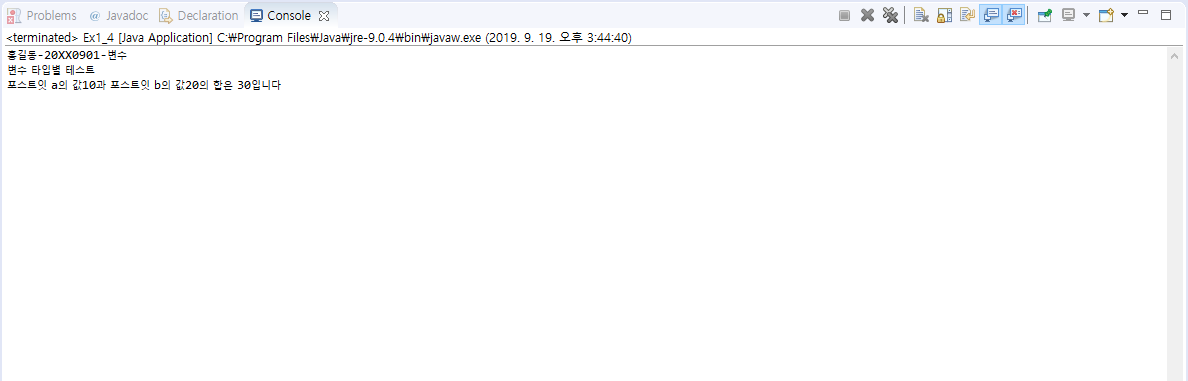 Problems @ Javadoc Declaration Console
<terminated> Ex1_4 [Java Application] C:₩Program Files₩Java₩jre-9.0.4₩bin₩javaw.exe (2019. 9. 19. 오후 3:44:40)
홍길동-20XX0901-변수
변수 타입별 테스트
포스트잇 a의 값10과 포스트잇 b의 값20의 합은 30입니다